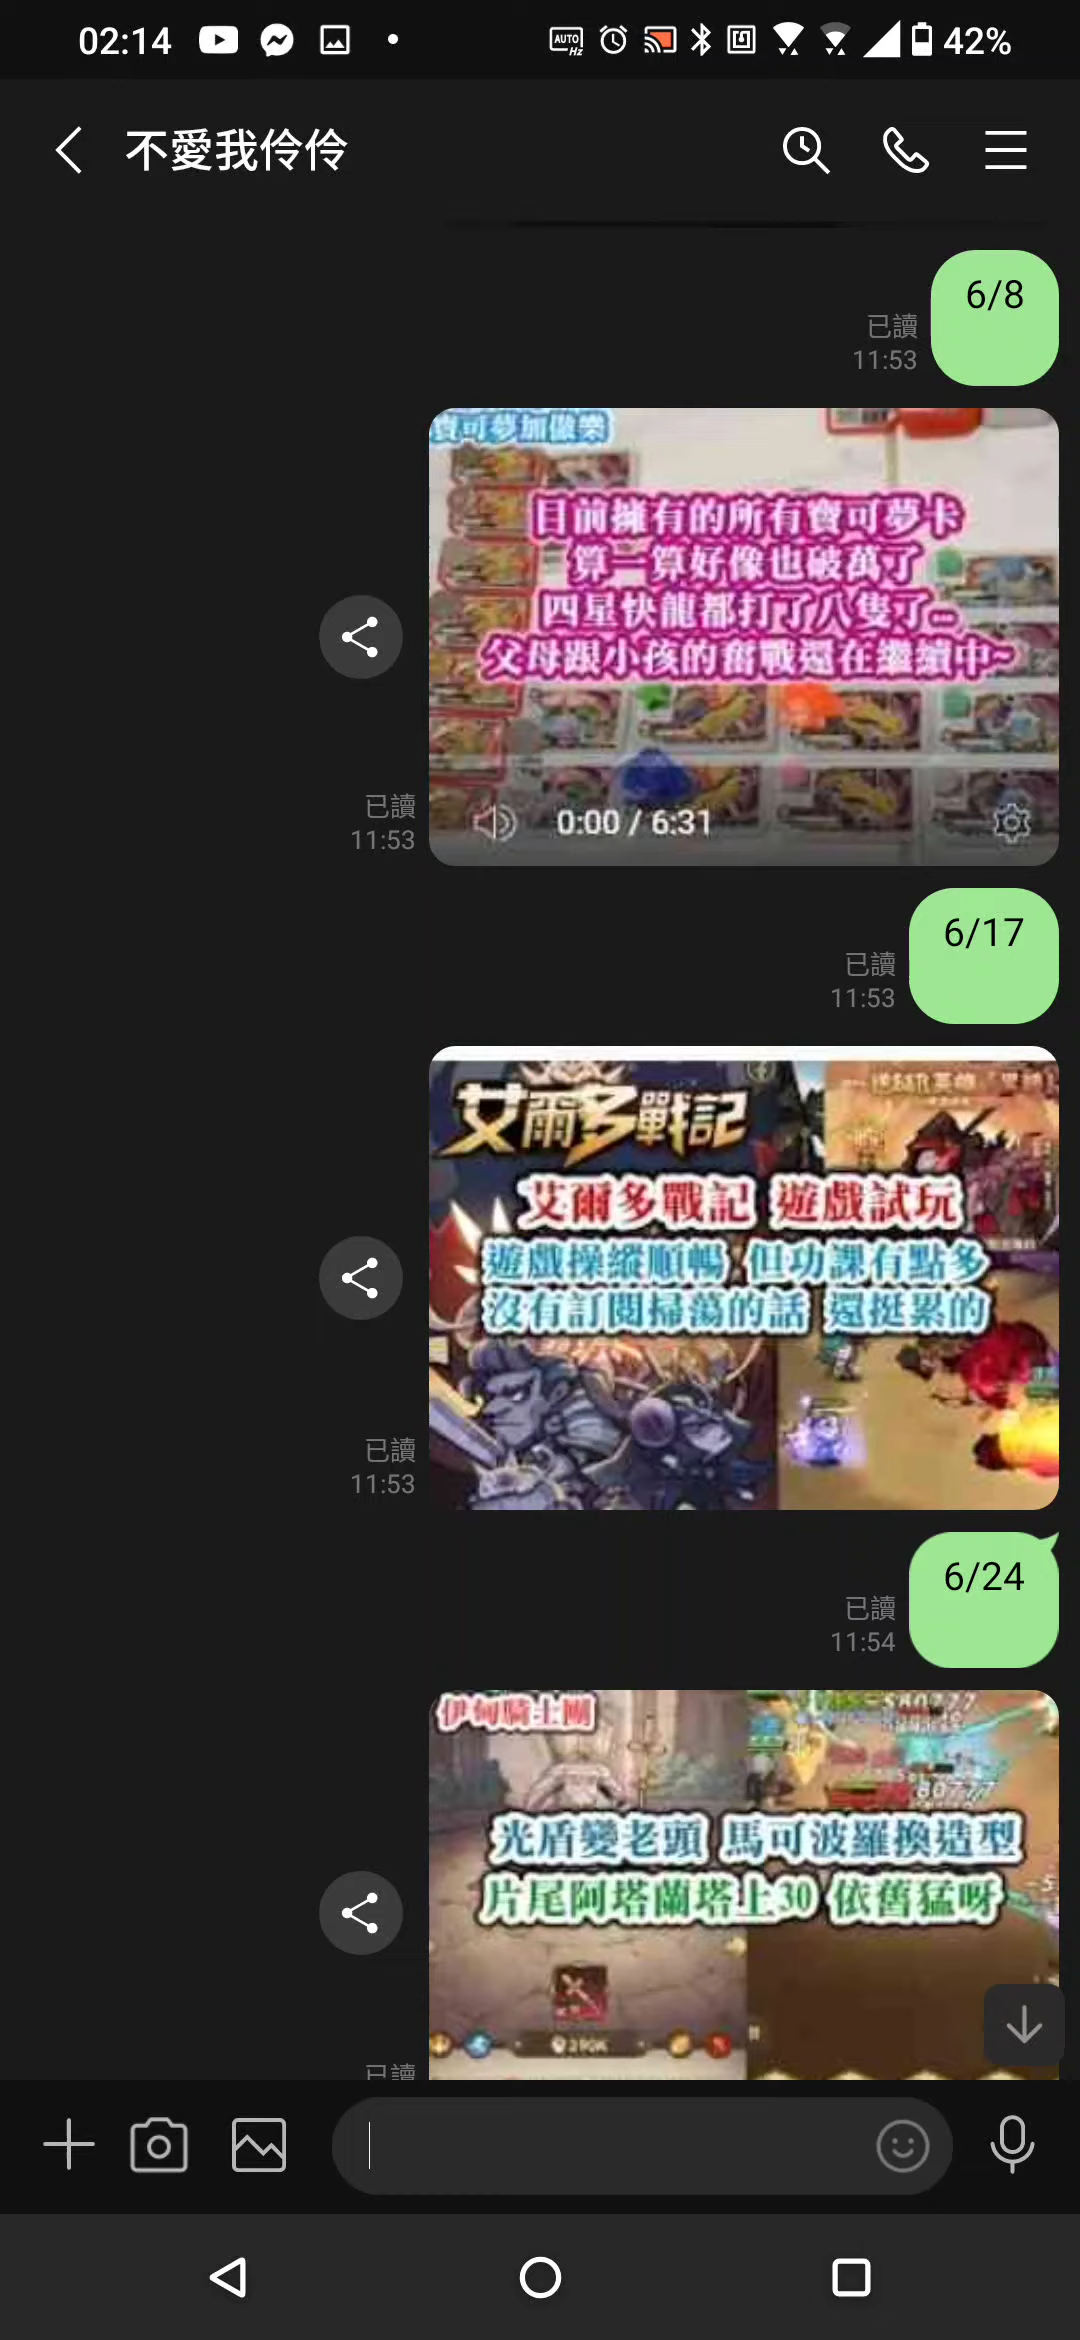 02:14
AUTO Hz
42%
不愛我伶伶
6/8
已讀
11:53
寶可夢加傲樂
目前擁有的所有寶可夢卡
算一算好像也破萬了
四星快龍都打了八隻了...
父母跟小孩的奮戰還在繼續中~
0:00 / 6:31
已讀
11:53
6/17
已讀
11:53
艾爾多戰記
艾爾多戰記 遊戲試玩
遊戲操縱順暢 但功課有點多
沒有訂閱掃蕩的話 還挺累的
已讀
11:53
6/24
已讀
11:54
伊甸騎士團
光盾變老頭 馬可波羅換造型
片尾阿塔蘭塔上30 依舊猛呀
290K
已讀